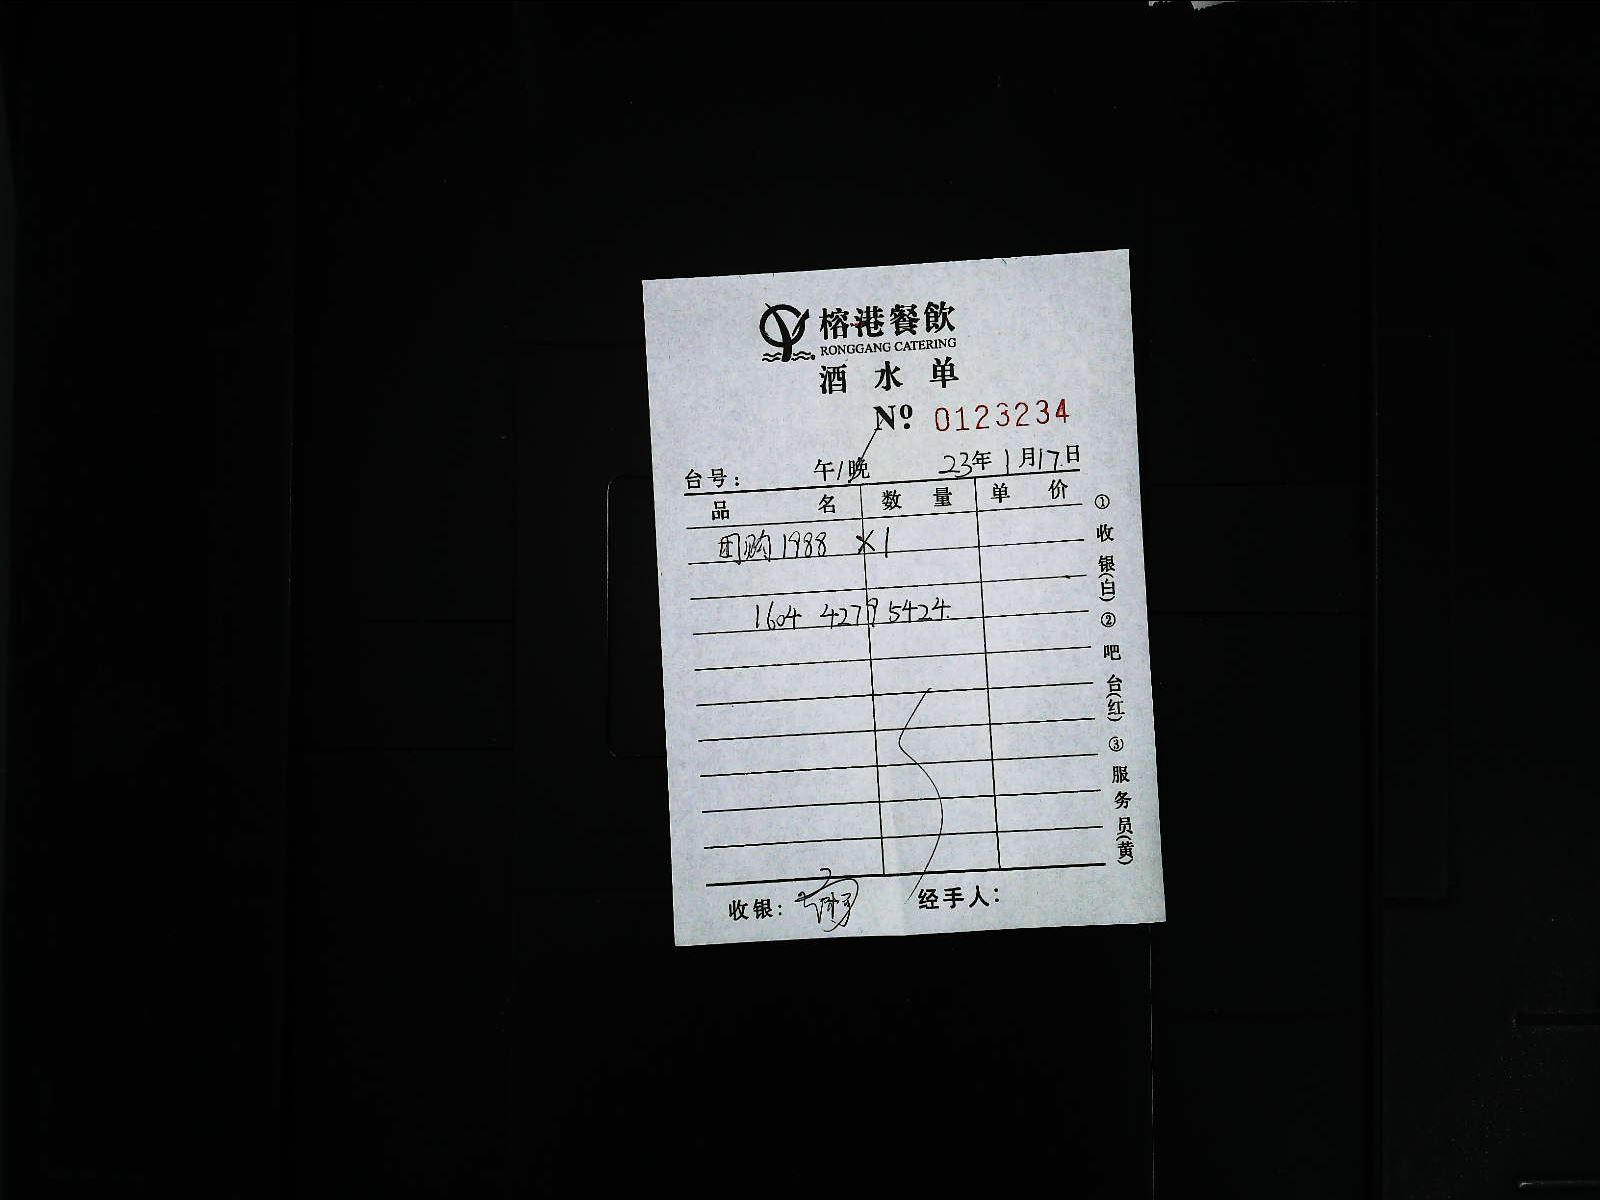 榕港餐飲
RONGGANG CATERING
酒水单
Nº 0123234
台号: 午/晚 23年1月17日
品名 数量 单价
团购1988 ×1
1604 4279 5424.
收银: 经手人:
①收银(白)②吧台(红)③服务员(黄)